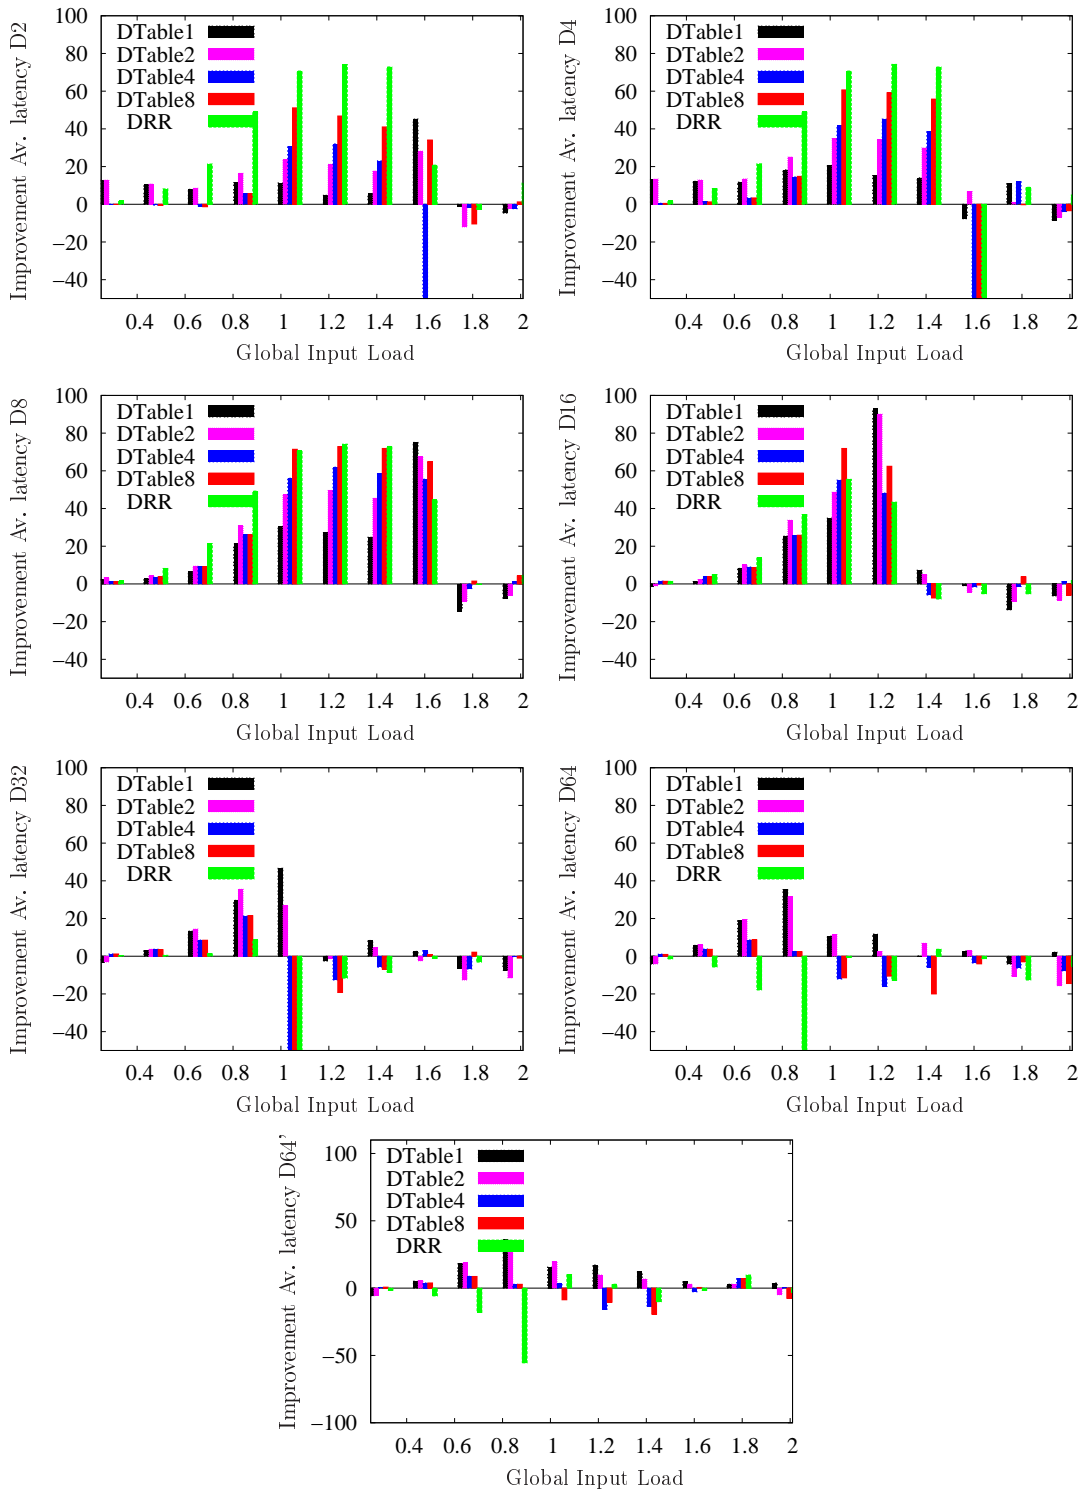 Improvement Av. latency D2
100
80
60
40
20
0
−20
−40
DTable1
DTable2
DTable4
DTable8
DRR
0.4 0.6 0.8 1 1.2 1.4 1.6 1.8 2
Global Input Load
Improvement Av. latency D4
100
80
60
40
20
0
−20
−40
DTable1
DTable2
DTable4
DTable8
DRR
0.4 0.6 0.8 1 1.2 1.4 1.6 1.8 2
Global Input Load
Improvement Av. latency D8
100
80
60
40
20
0
−20
−40
DTable1
DTable2
DTable4
DTable8
DRR
0.4 0.6 0.8 1 1.2 1.4 1.6 1.8 2
Global Input Load
Improvement Av. latency D16
100
80
60
40
20
0
−20
−40
DTable1
DTable2
DTable4
DTable8
DRR
0.4 0.6 0.8 1 1.2 1.4 1.6 1.8 2
Global Input Load
Improvement Av. latency D32
100
80
60
40
20
0
−20
−40
DTable1
DTable2
DTable4
DTable8
DRR
0.4 0.6 0.8 1 1.2 1.4 1.6 1.8 2
Global Input Load
Improvement Av. latency D64
100
80
60
40
20
0
−20
−40
DTable1
DTable2
DTable4
DTable8
DRR
0.4 0.6 0.8 1 1.2 1.4 1.6 1.8 2
Global Input Load
Improvement Av. latency D64'
100
50
0
−50
−100
DTable1
DTable2
DTable4
DTable8
DRR
0.4 0.6 0.8 1 1.2 1.4 1.6 1.8 2
Global Input Load